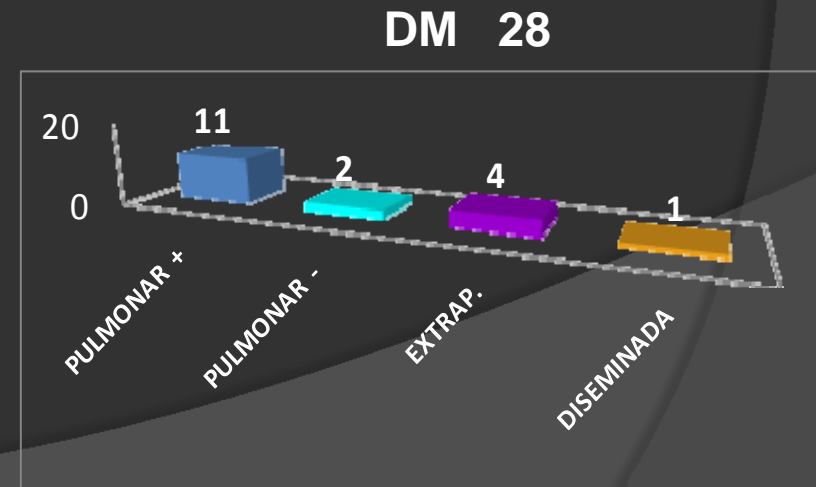 DM 28
20
0
11
2
4
1
PULMONAR +
PULMONAR -
EXTRAP.
DISEMINADA